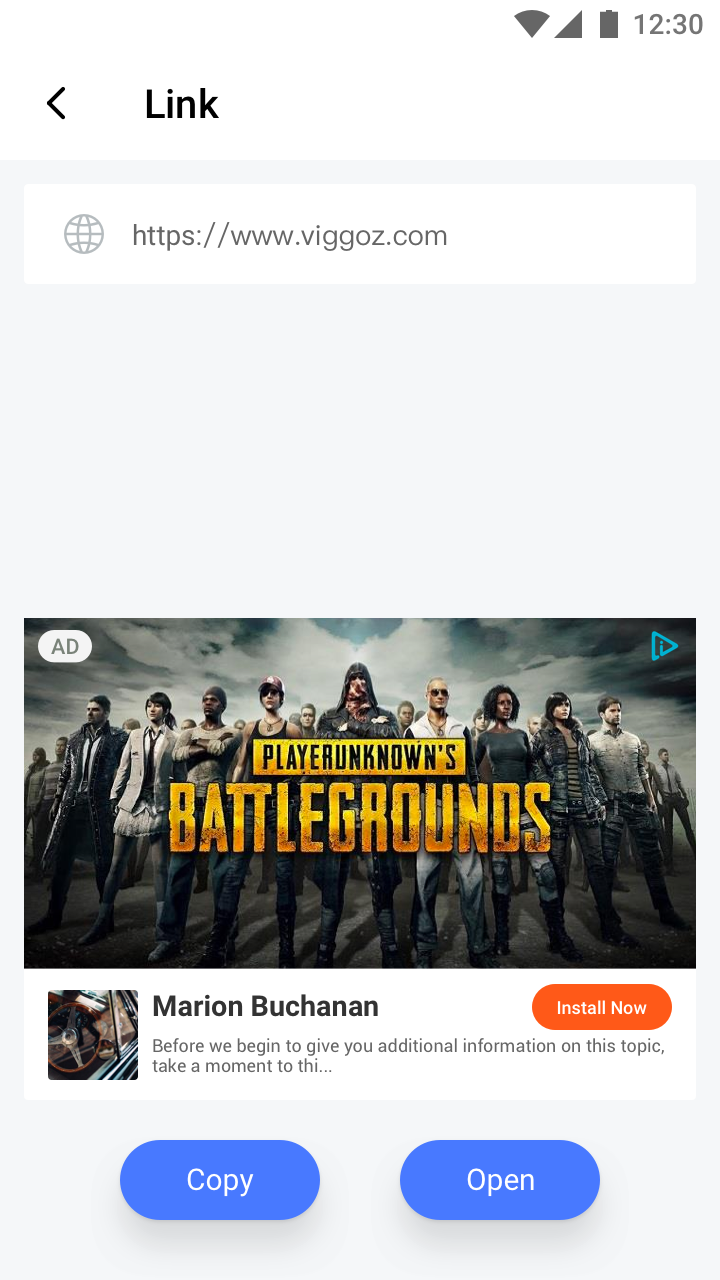 12:30
Link
https://www.viggoz.com
AD
PLAYERUNKNOWN'S
BATTLEGROUNDS
Marion Buchanan
Install Now
Before we begin to give you additional information on this topic,
take a moment to thi...
Copy
Open